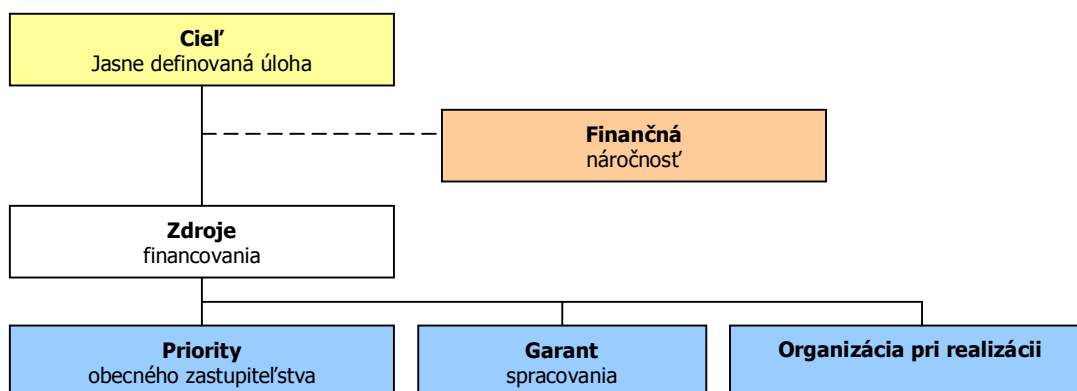 Cieľ
Jasne definovaná úloha
Finančná
náročnosť
Zdroje
financovania
Priority
obecného zastupiteľstva
Garant
spracovania
Organizácia pri realizácii